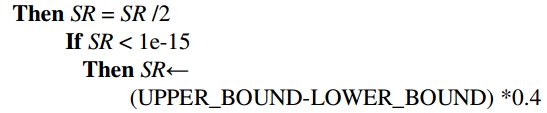 Then SR = SR /2
If SR < 1e-15
Then SR←
(UPPER_BOUND-LOWER_BOUND) *0.4